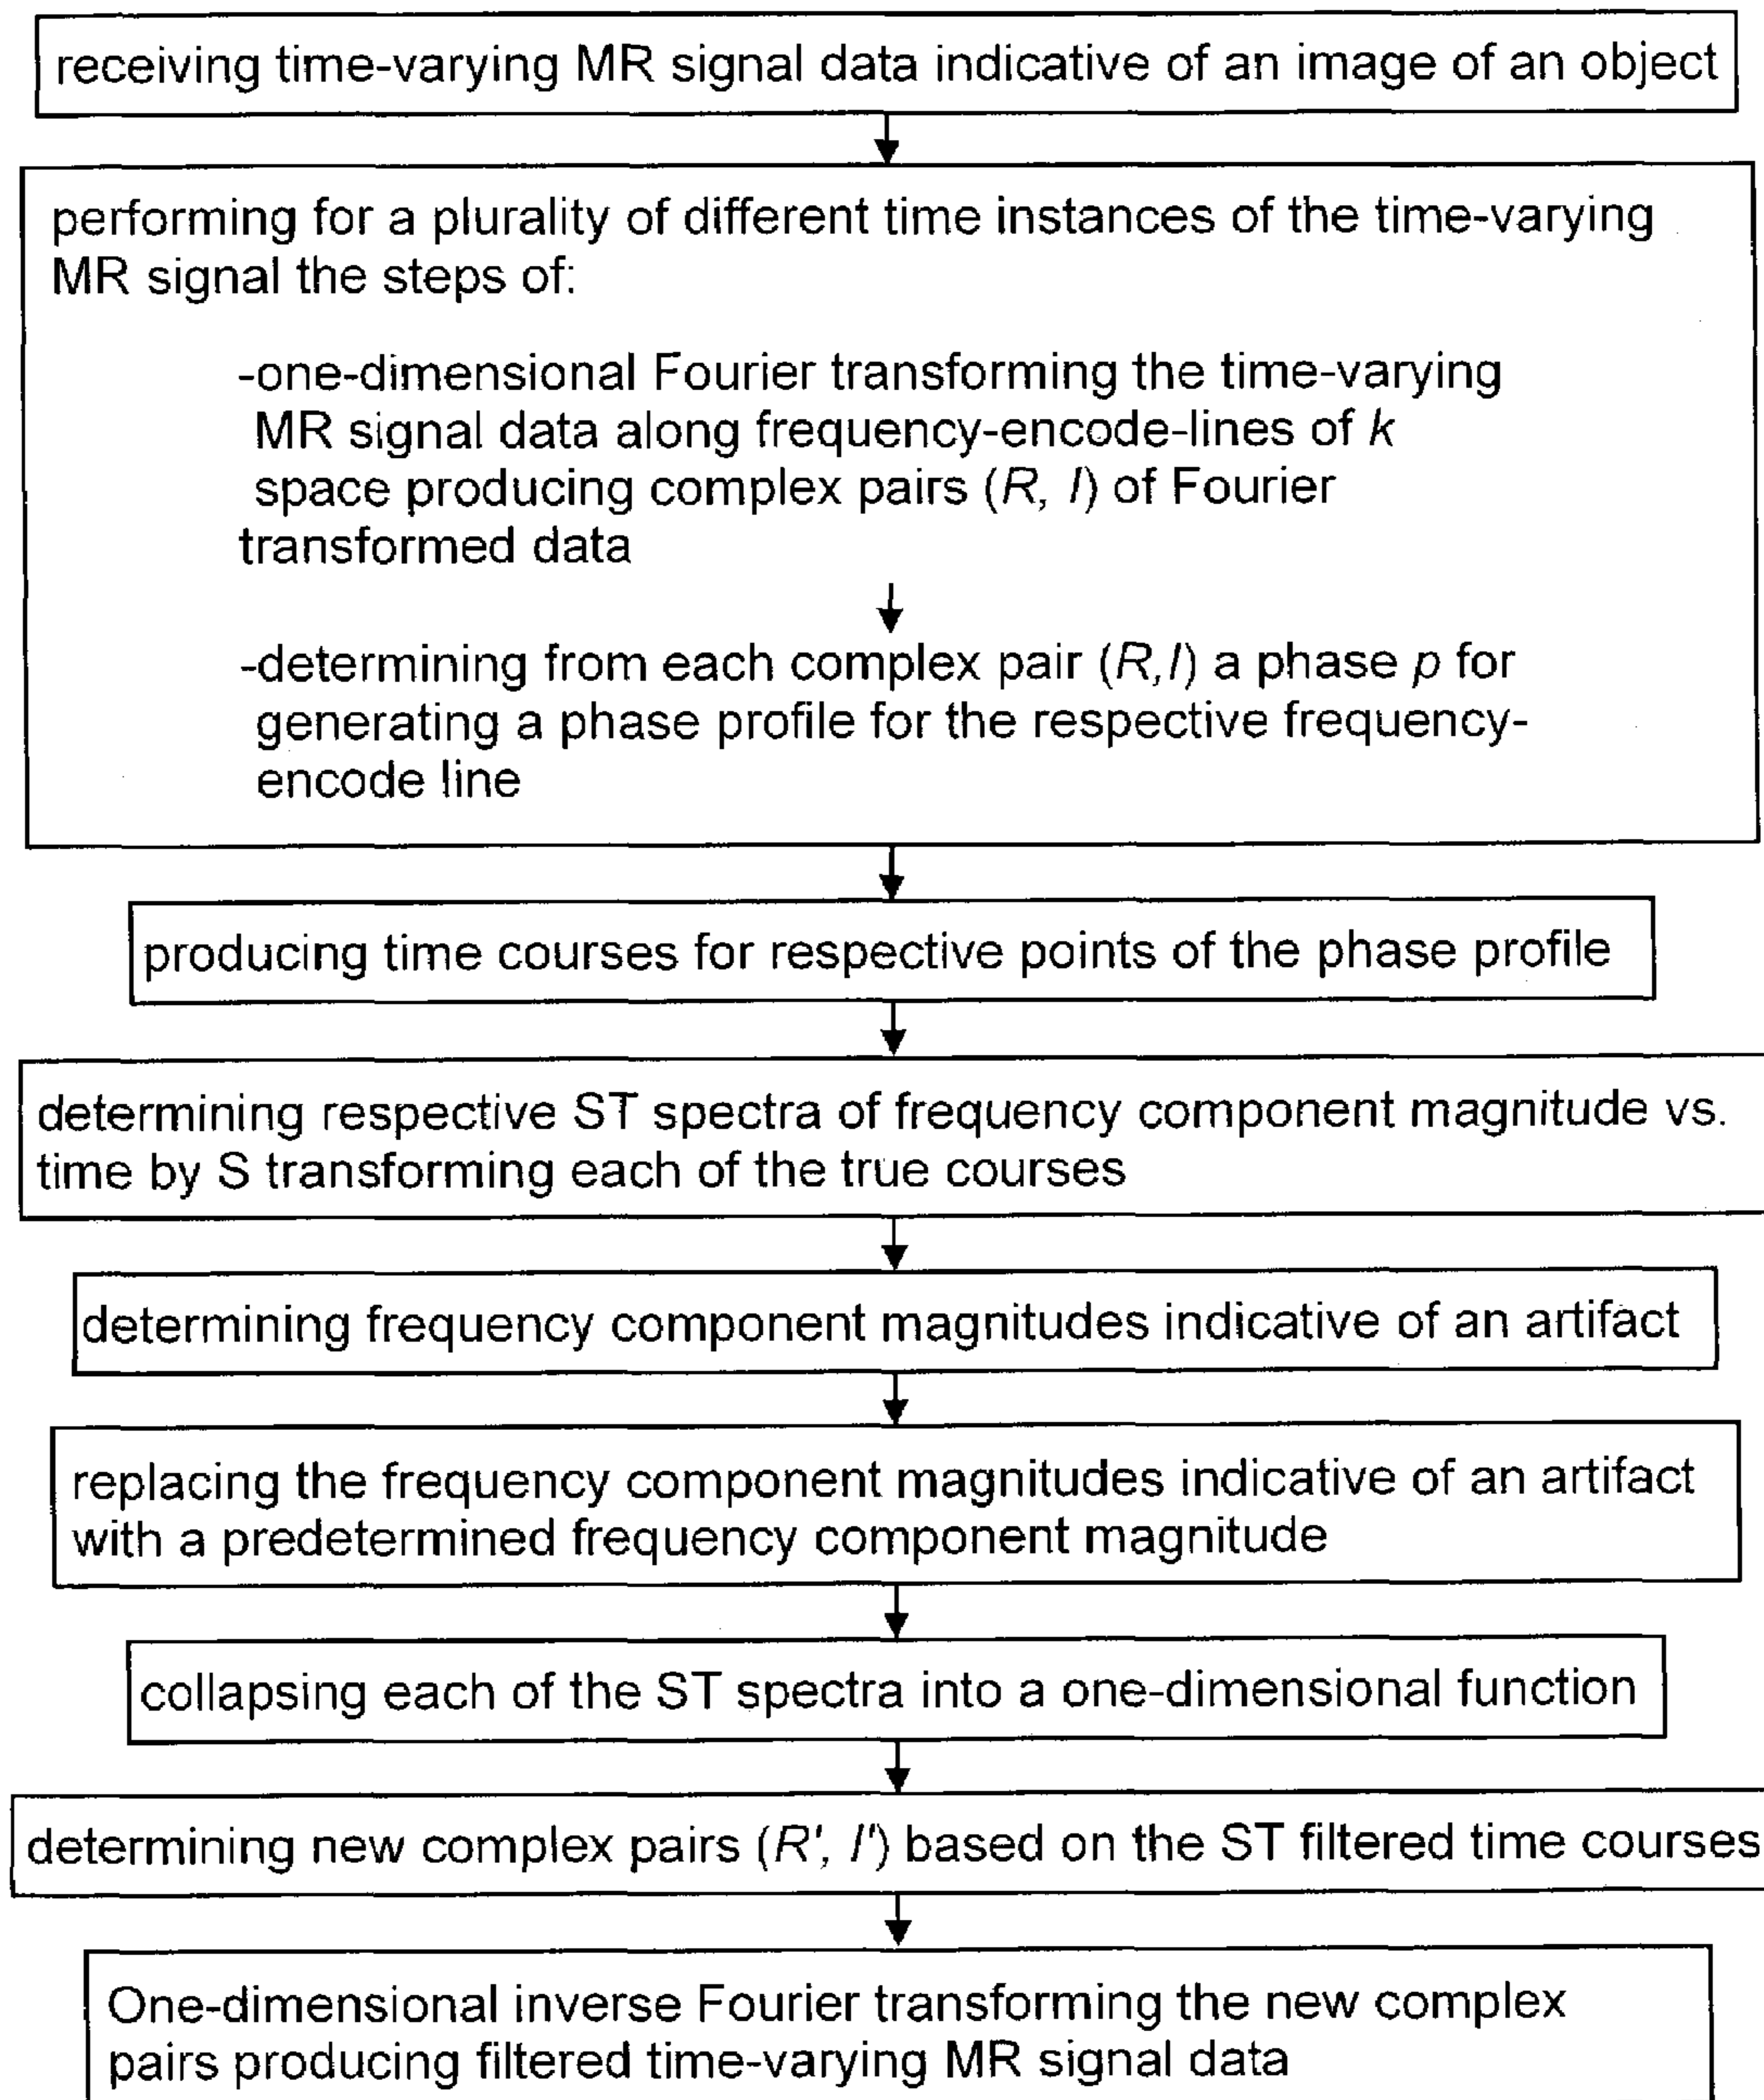 receiving time-varying MR signal data indicative of an image of an object
performing for a plurality of different time instances of the time-varying
MR signal the steps of:
-one-dimensional Fourier transforming the time-varying
MR signal data along frequency-encode-lines of k
space producing complex pairs (R, I) of Fourier
transformed data
-determining from each complex pair (R,I) a phase p for
generating a phase profile for the respective frequency-
encode line
producing time courses for respective points of the phase profile
determining respective ST spectra of frequency component magnitude vs.
time by S transforming each of the true courses
determining frequency component magnitudes indicative of an artifact
replacing the frequency component magnitudes indicative of an artifact
with a predetermined frequency component magnitude
collapsing each of the ST spectra into a one-dimensional function
determining new complex pairs (R', I') based on the ST filtered time courses
One-dimensional inverse Fourier transforming the new complex
pairs producing filtered time-varying MR signal data